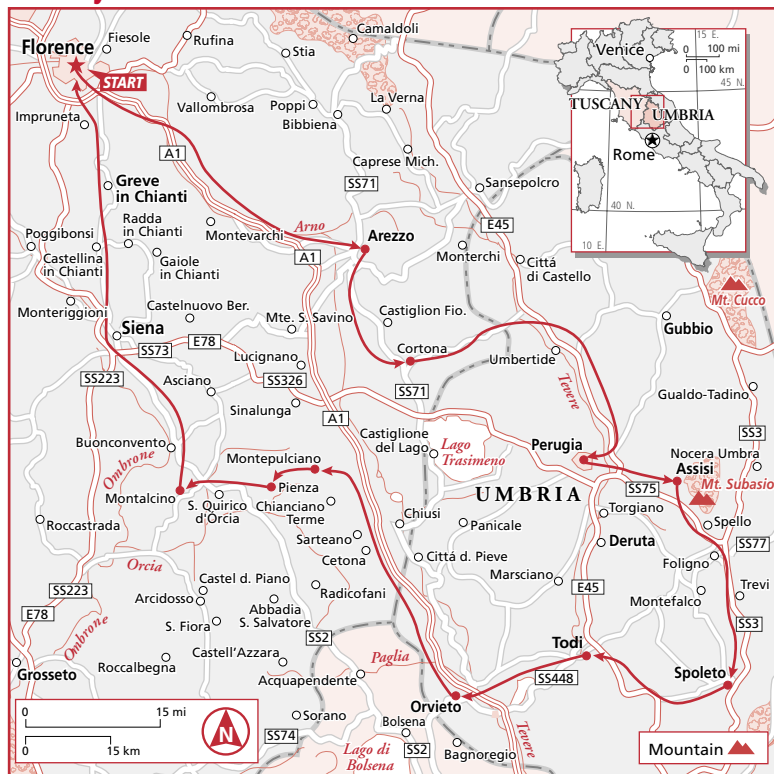 Florence
START
Fiesole
Rufina
Stia
Camaldoli
Impruneta
Vallombrosa
Poppi
Bibbiena
La Verna
Caprese Mich.
Sansepolcro
A1
SS71
E45
Greve
in Chianti
Radda
in Chianti
Poggibonsi
Castellina
in Chianti
Gaiole
in Chianti
Montevarchi
Arno
Arezzo
A1
Monterchi
Cittá
di Castello
Monteriggioni
Castelnuovo Ber.
Mte. S. Savino
Castiglion Fio.
Siena
SS73
E78
SS223
Lucignano
SS326
Asciano
Sinalunga
Cortona
SS71
A1
Umbertide
Tevere
Gubbio
Mt. Cucco
Gualdo-Tadino
SS3
Nocera Umbra
Buonconvento
Ombrone
Montalcino
Montepulciano
Pienza
S. Quirico
d'Orcia
Chianciano
Terme
Castiglione
del Lago
Lago
Trasimeno
Perugia
UMBRIA
Assisi
Mt. Subasio
SS75
Torgiano
Spello
SS77
Deruta
Foligno
Trevi
Montefalco
SS3
Roccastrada
Orcia
Sarteano
Cetona
Chiusi
Panicale
Cittá d. Pieve
Marsciano
E45
SS223
E78
Ombrone
Castel d. Piano
Arcidosso
S. Fiora
Abbadia
S. Salvatore
Radicofani
SS2
Grosseto
Roccalbegna
Castell'Azzara
Acquapendente
Paglia
Todi
SS448
Spoleto
Orvieto
Sorano
SS74
Bolsena
Lago di
Bolsena
SS2
Bagnoregio
Tevere
0 15 mi
0 15 km
N
Mountain
Venice
15 E.
0 100 mi
0 100 km
45 N.
TUSCANY
UMBRIA
Rome
40 N.
10 E.